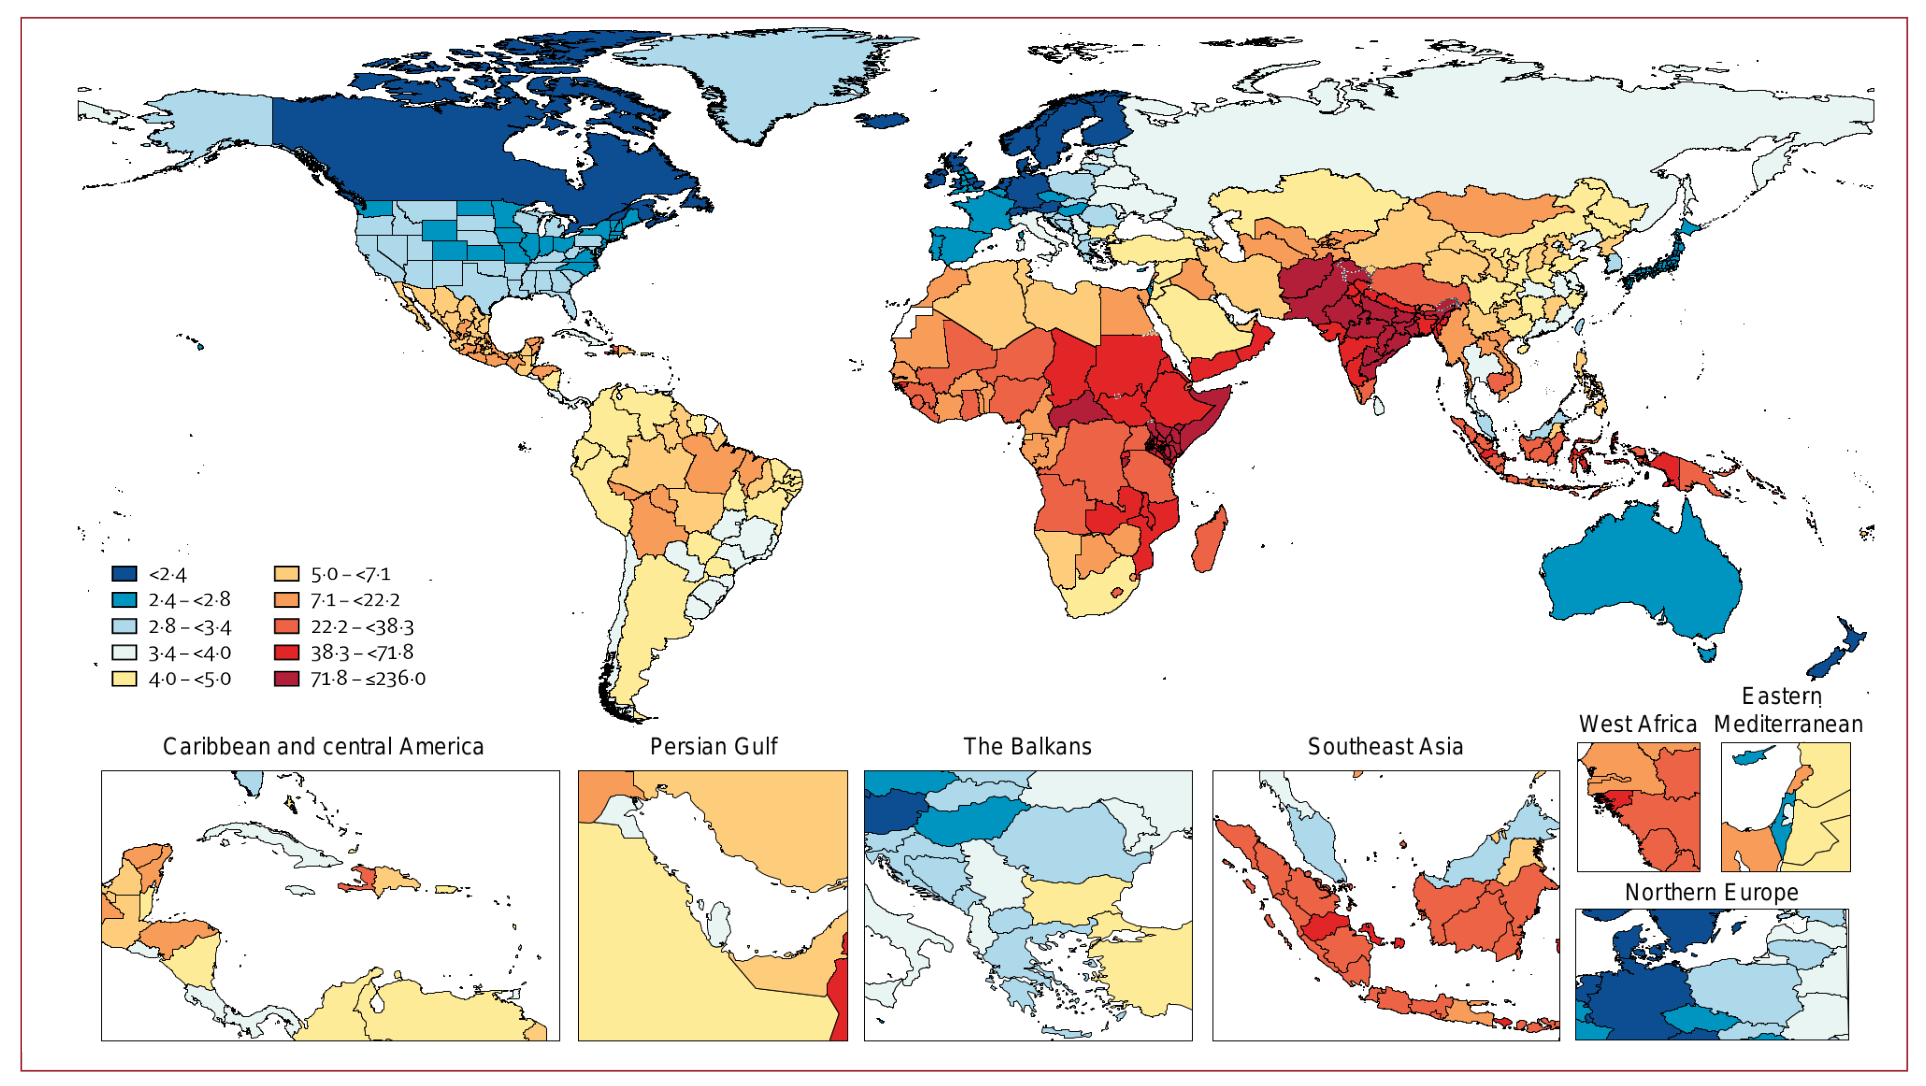 <2·4
2·4 – <2·8
2·8 – <3·4
3·4 – <4·0
4·0 – <5·0
5·0 – <7·1
7·1 – <22·2
22·2 – <38·3
38·3 – <71·8
71·8 – ≤236·0
Caribbean and central America
Persian Gulf
The Balkans
Southeast Asia
West Africa
Eastern
Mediterranean
Northern Europe